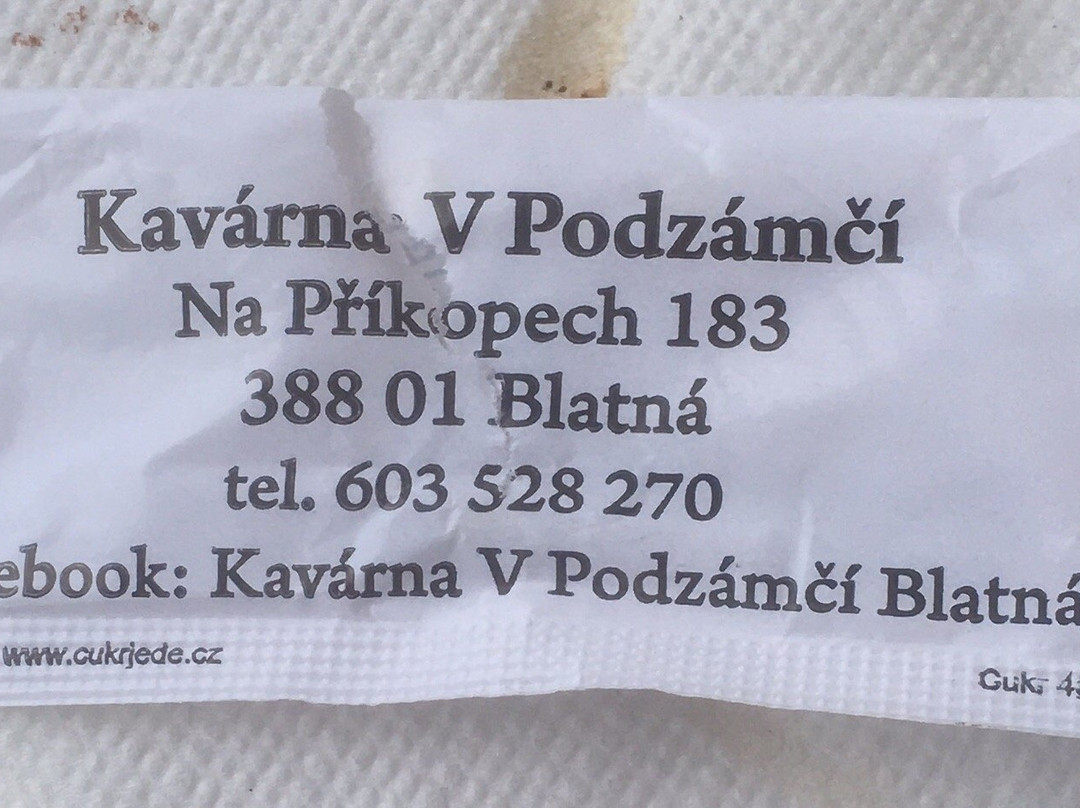 Kavárna V Podzámčí
Na Příkopech 183
388 01 Blatná
tel. 603 528 270
ebook: Kavárna V Podzámčí Blatná
www.cukrjede.cz
Cukr